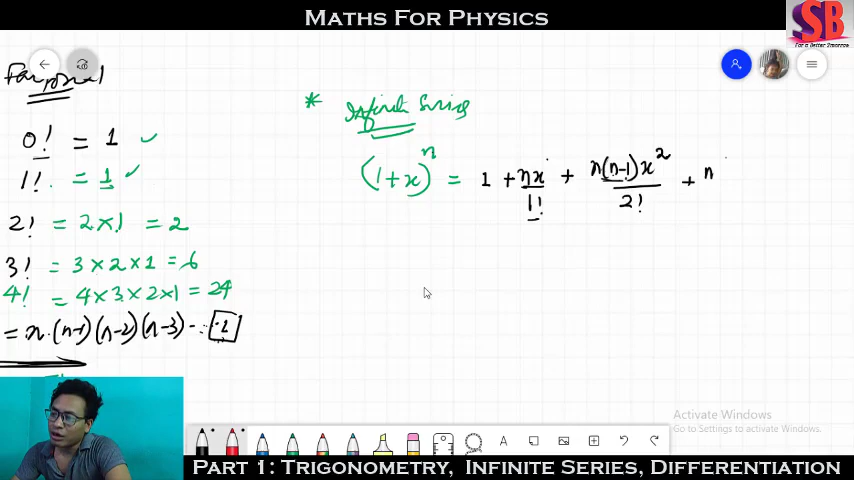 MATHS FOR PHYSICS
SB
For a Better Tomorrow
0! = 1 ✓
1! = 1 ✓
2! = 2×1 = 2
3! = 3×2×1 = 6
4! = 4×3×2×1 = 24
= n·(n-1)(n-2)(n-3) - ... 1
* Infinite Series
(1+x)^n = 1 + nx/1! + n(n-1)x^2/2! + n
Activate Windows
Go to Settings to activate Windows.
PART 1: TRIGONOMETRY, INFINITE SERIES, DIFFERENTIATION